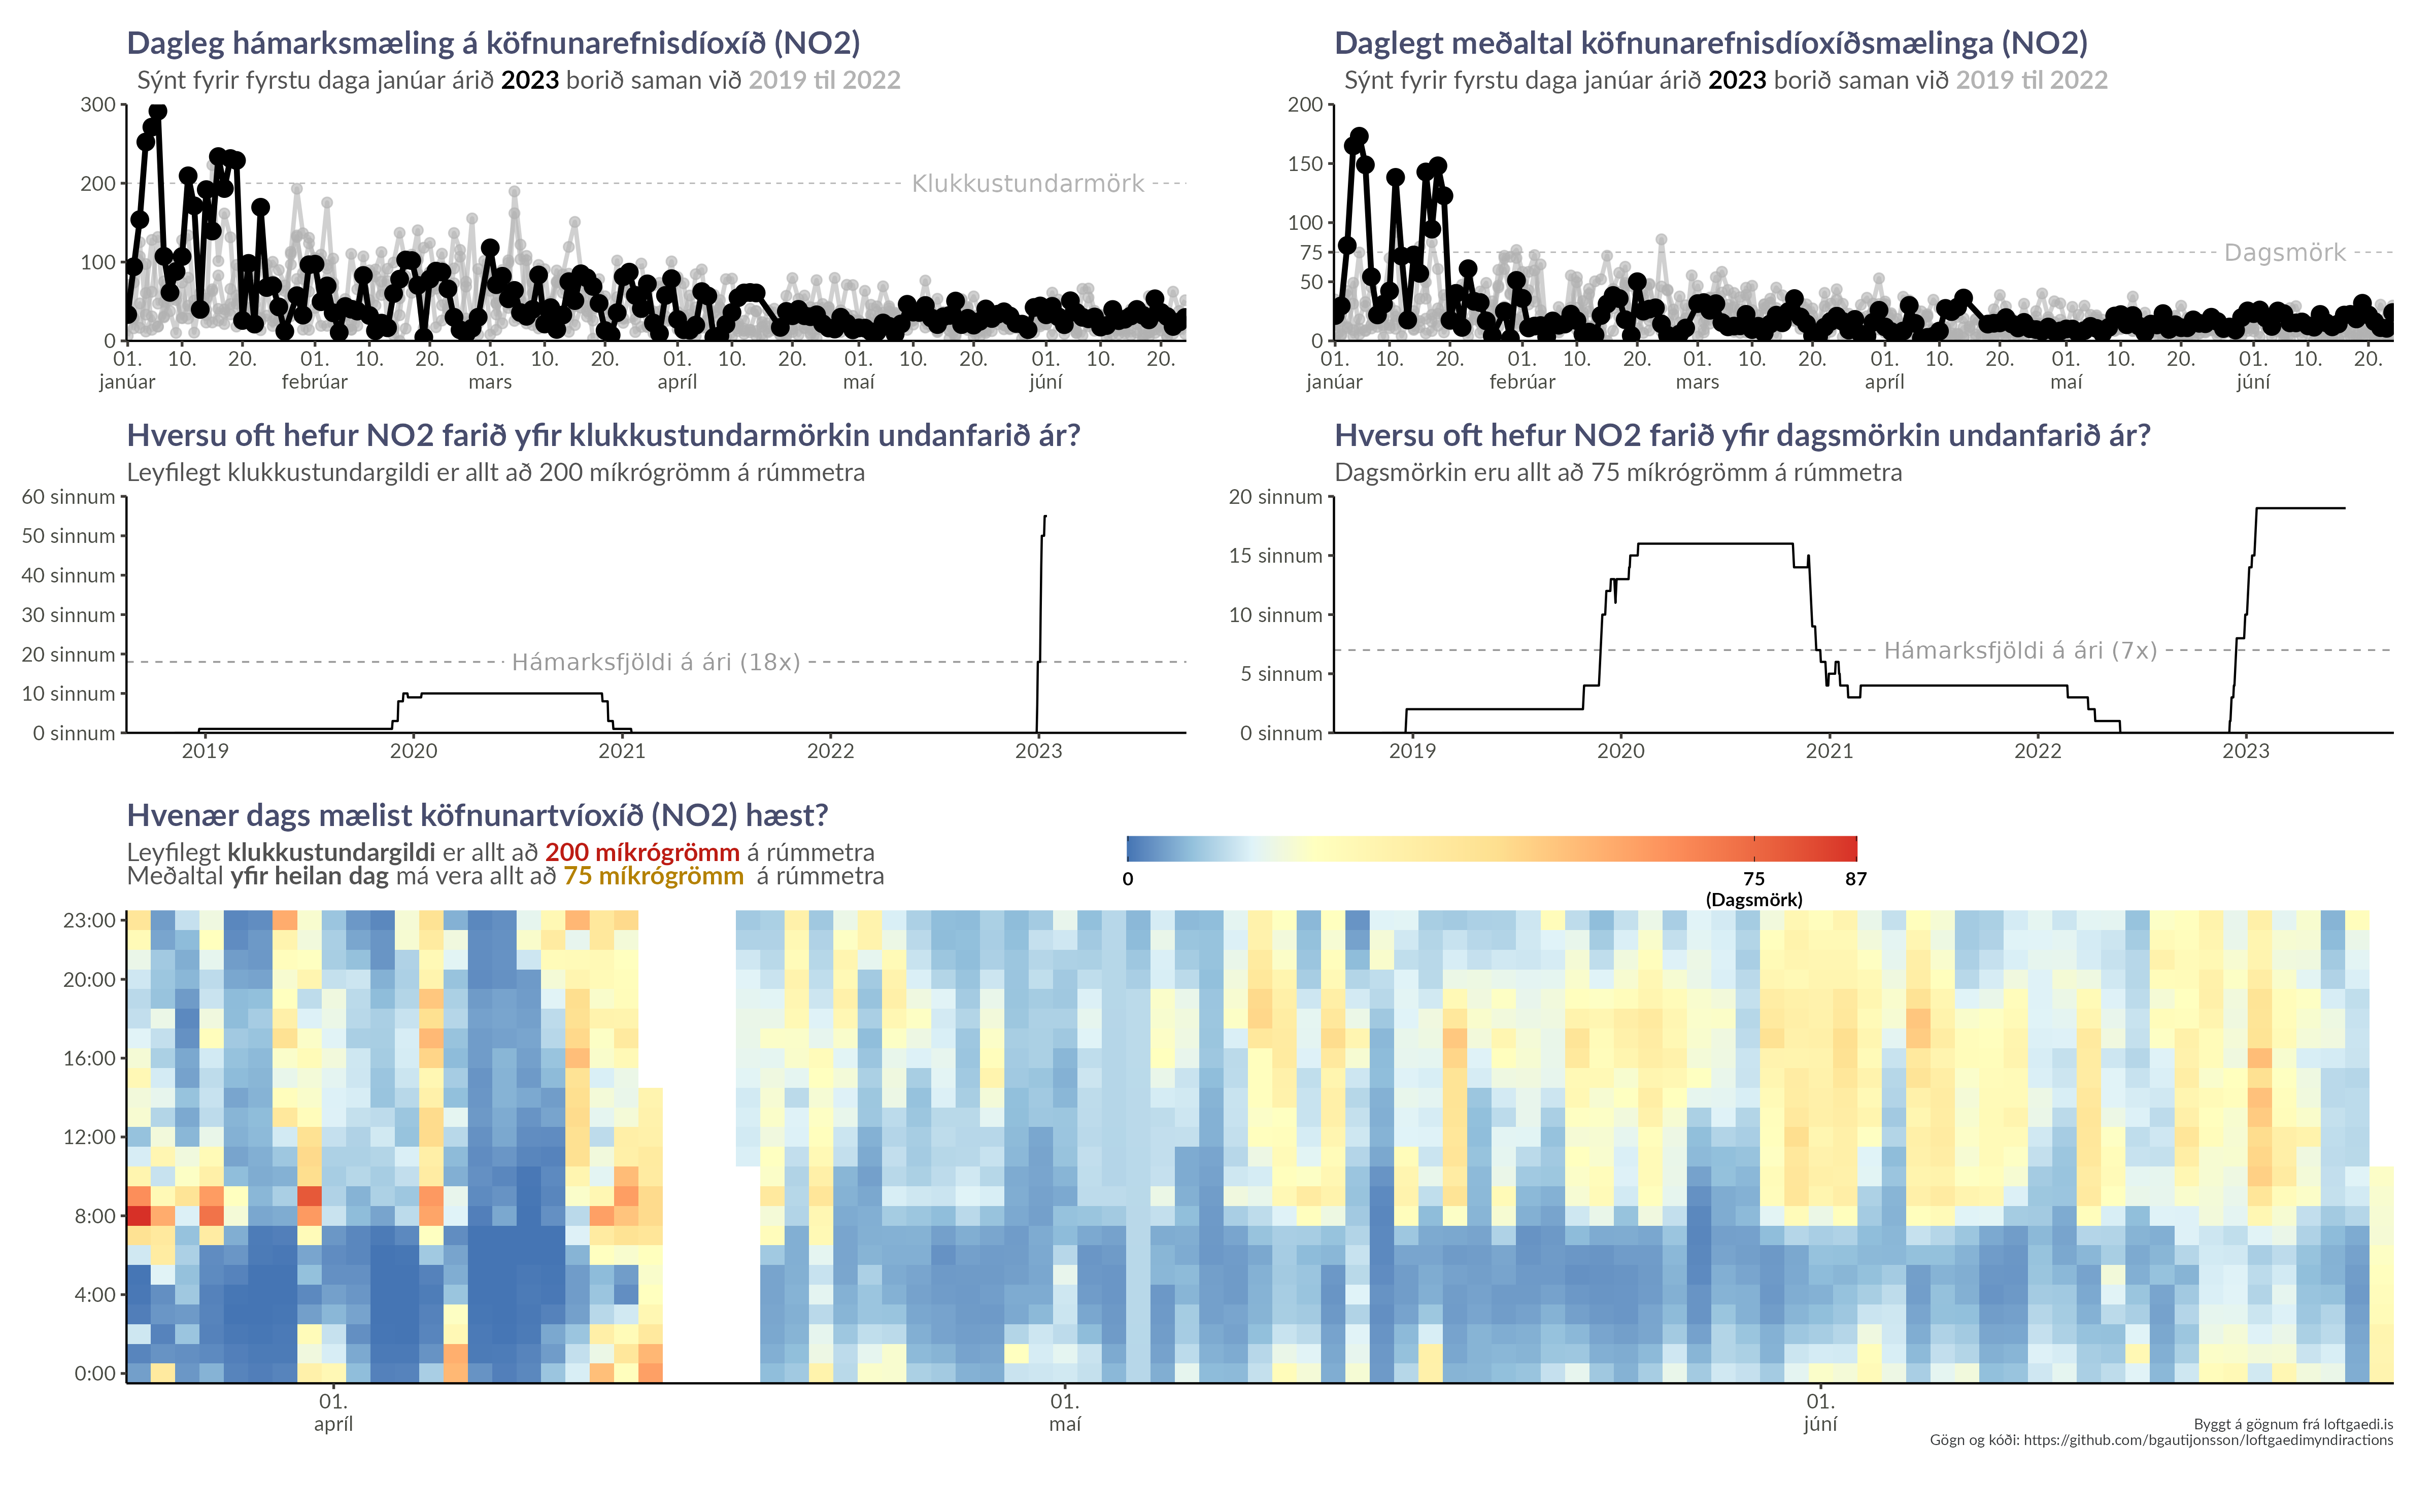 Dagleg hámarksmæling á köfnunarefnisdíoxíð (NO2)
Sýnt fyrir fyrstu daga janúar árið 2023 borið saman við 2019 til 2022
300
200
100
0
Klukkustundarmörk
01. 10. 20. 01. 10. 20. 01. 10. 20. 01. 10. 20. 01. 10. 20. 01. 10. 20.
janúar febrúar mars apríl maí júní
Daglegt meðaltal köfnunarefnisdíoxíðsmælinga (NO2)
Sýnt fyrir fyrstu daga janúar árið 2023 borið saman við 2019 til 2022
200
150
100
75
50
0
Dagsmörk
01. 10. 20. 01. 10. 20. 01. 10. 20. 01. 10. 20. 01. 10. 20. 01. 10. 20.
janúar febrúar mars apríl maí júní
Hversu oft hefur NO2 farið yfir klukkustundarmörkin undanfarið ár?
Leyfilegt klukkustundargildi er allt að 200 míkrógrömm á rúmmetra
60 sinnum
50 sinnum
40 sinnum
30 sinnum
20 sinnum
10 sinnum
0 sinnum
Hámarksfjöldi á ári (18x)
2019 2020 2021 2022 2023
Hversu oft hefur NO2 farið yfir dagsmörkin undanfarið ár?
Dagsmörkin eru allt að 75 míkrógrömm á rúmmetra
20 sinnum
15 sinnum
10 sinnum
5 sinnum
0 sinnum
Hámarksfjöldi á ári (7x)
2019 2020 2021 2022 2023
Hvenær dags mælist köfnunartvíoxíð (NO2) hæst?
Leyfilegt klukkustundargildi er allt að 200 míkrógrömm á rúmmetra
Meðaltal yfir heilan dag má vera allt að 75 míkrógrömm á rúmmetra
0 75 87
(Dagsmörk)
23:00
20:00
16:00
12:00
8:00
4:00
0:00
01. 01. 01.
apríl maí júní
Byggt á gögnum frá loftgaedi.is
Gögn og kóði: https://github.com/bgautijonsson/loftgaedimyndiractions